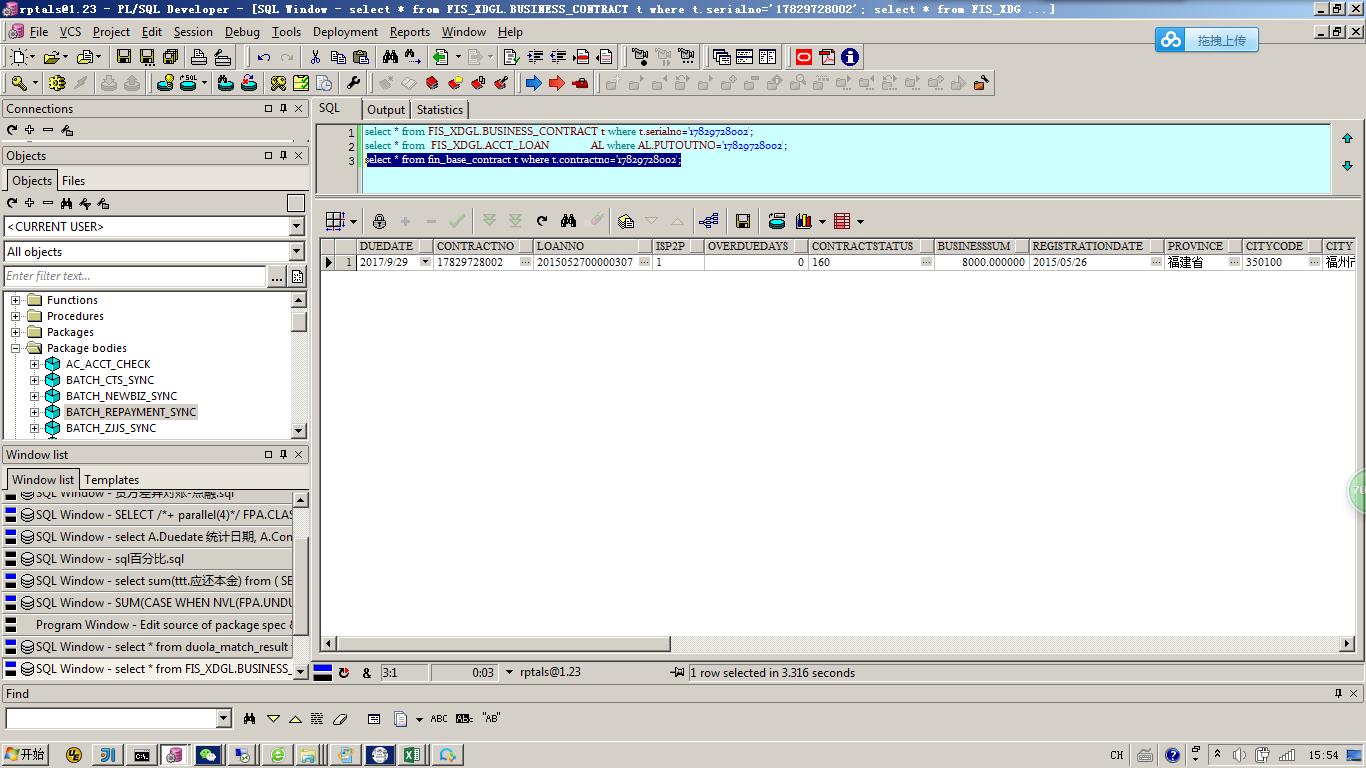 rptals@1.23 - PL/SQL Developer - [SQL Window - select * from FIS_XDGL.BUSINESS_CONTRACT t where t.serialno='17829728002'; select * from FIS_XDG ...]
File VCS Project Edit Session Debug Tools Deployment Reports Window Help
拖拽上传
Connections
SQL Output Statistics
1 select * from FIS_XDGL.BUSINESS_CONTRACT t where t.serialno='17829728002';
2 select * from FIS_XDGL.ACCT_LOAN AL where AL.PUTOUTNO='17829728002';
3 select * from fin_base_contract t where t.contractno='17829728002';
Objects
Objects Files
<CURRENT USER>
All objects
Enter filter text...
DUEDATE CONTRACTNO LOANNO ISP2P OVERDUEDAYS CONTRACTSTATUS BUSINESSSUM REGISTRATIONDATE PROVINCE CITYCODE CITY
1 2017/9/29 17829728002 2015052700000307 1 0 160 8000.000000 2015/05/26 福建省 350100 福州市
Functions
Procedures
Packages
Package bodies
AC_ACCT_CHECK
BATCH_CTS_SYNC
BATCH_NEWBIZ_SYNC
BATCH_REPAYMENT_SYNC
BATCH_ZJJS_SYNC
70
Window list
Window list Templates
SQL Window - 资方差异对账-点融.sql
SQL Window - SELECT /*+ parallel(4)*/ FPA.CLAS
SQL Window - select A.Duedate 统计日期, A.Con
SQL Window - sql百分比.sql
SQL Window - select sum(ttt.应还本金) from ( SE
SQL Window - SUM(CASE WHEN NVL(FPA.UNDU
Program Window - Edit source of package spec &
SQL Window - select * from duola_match_result
SQL Window - select * from FIS_XDGL.BUSINESS_
& 3:1 0:03 rptals@1.23 1 row selected in 3.316 seconds
Find
ABC ABc "AB"
开始 CH 15:54